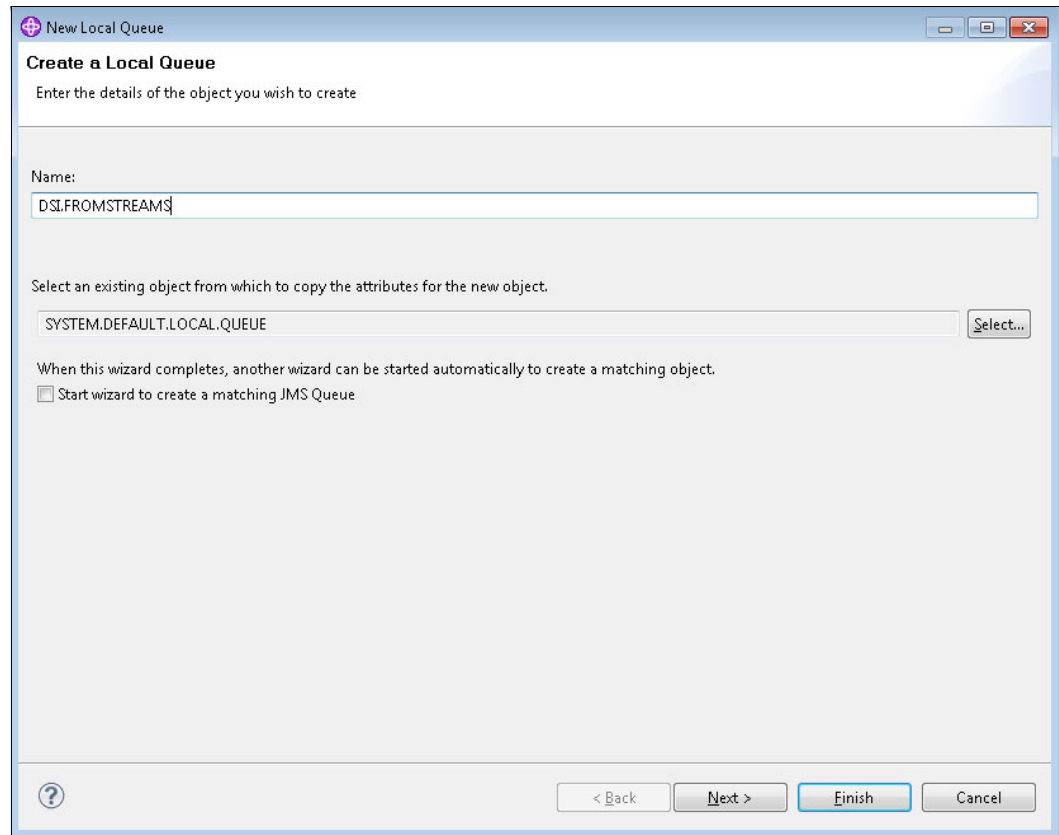 New Local Queue
Create a Local Queue
Enter the details of the object you wish to create
Name:
DSI.FROMSTREAMS
Select an existing object from which to copy the attributes for the new object.
SYSTEM.DEFAULT.LOCAL.QUEUE
Select...
When this wizard completes, another wizard can be started automatically to create a matching object.
Start wizard to create a matching JMS Queue
? < Back Next > Finish Cancel